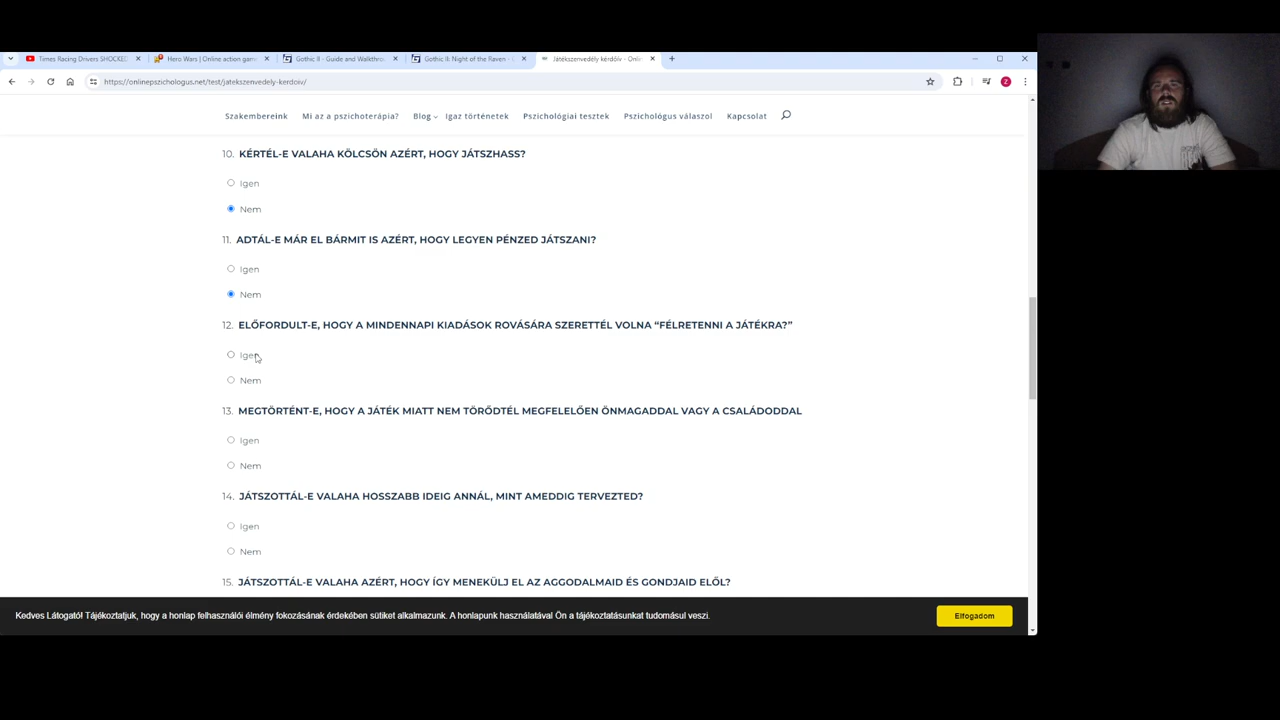 Times Racing Drivers SHOCKED
Hero Wars | Online action gam
Gothic II - Guide and Walkthrou
Gothic II: Night of the Raven -
Játékszenvedély kérdőív - Onlin
https://onlinepszichologus.net/test/jatekszenvedely-kerdoiv/
Z
Szakembereink
Mi az a pszichoterápia?
Blog
Igaz történetek
Pszichológiai tesztek
Pszichológus válaszol
Kapcsolat
10. KÉRTÉL-E VALAHA KÖLCSÖN AZÉRT, HOGY JÁTSZHASS?
Igen
Nem
11. ADTÁL-E MÁR EL BÁRMIT IS AZÉRT, HOGY LEGYEN PÉNZED JÁTSZANI?
Igen
Nem
12. ELŐFORDULT-E, HOGY A MINDENNAPI KIADÁSOK ROVÁSÁRA SZERETTÉL VOLNA “FÉLRETENNI A JÁTÉKRA?”
Igen
Nem
13. MEGTÖRTÉNT-E, HOGY A JÁTÉK MIATT NEM TÖRŐDTÉL MEGFELELŐEN ÖNMAGADDAL VAGY A CSALÁDODDAL
Igen
Nem
14. JÁTSZOTTÁL-E VALAHA HOSSZABB IDEIG ANNÁL, MINT AMEDDIG TERVEZTED?
Igen
Nem
15. JÁTSZOTTÁL-E VALAHA AZÉRT, HOGY ÍGY MENEKÜLJ EL AZ AGGODALMAID ÉS GONDJAID ELŐL?
Kedves Látogató! Tájékoztatjuk, hogy a honlap felhasználói élmény fokozásának érdekében sütiket alkalmazunk. A honlapunk használatával Ön a tájékoztatásunkat tudomásul veszi.
Elfogadom